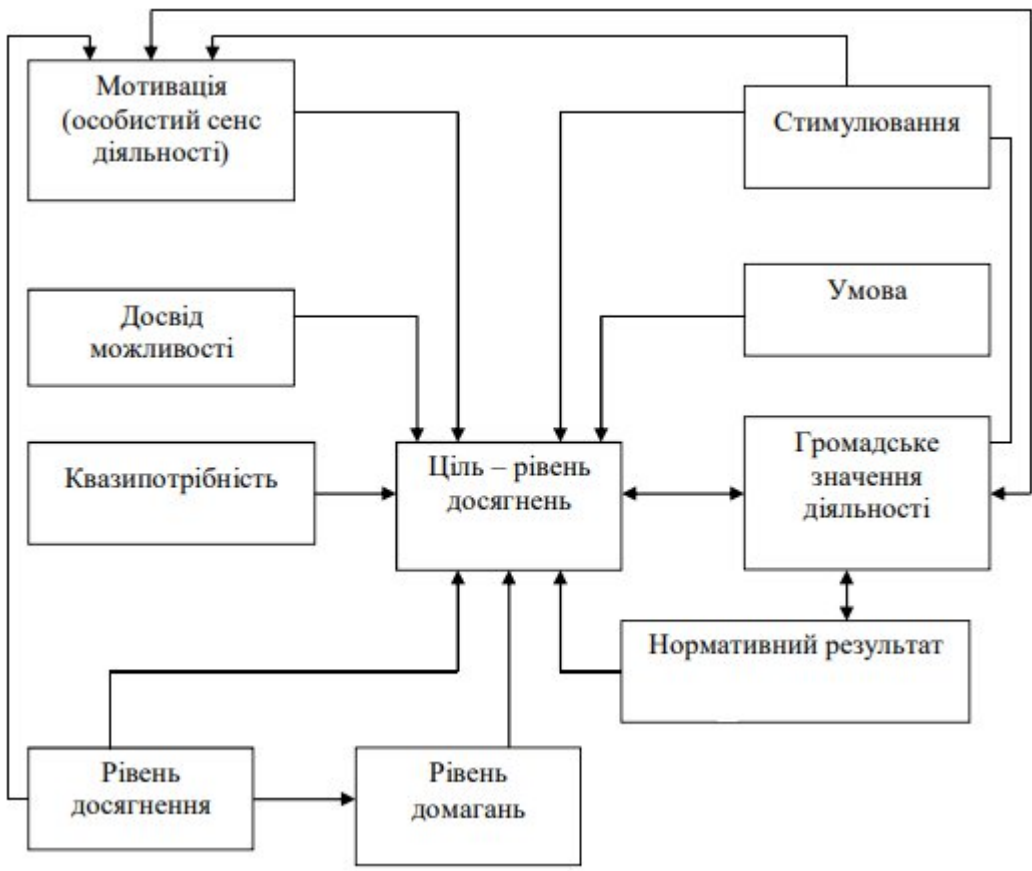 Мотивація
(особистий сенс
діяльності)
Стимулювання
Досвід
можливості
Умова
Квазипотрібність
Ціль – рівень
досягнень
Громадське
значення
діяльності
Нормативний результат
Рівень
досягнення
Рівень
домагань